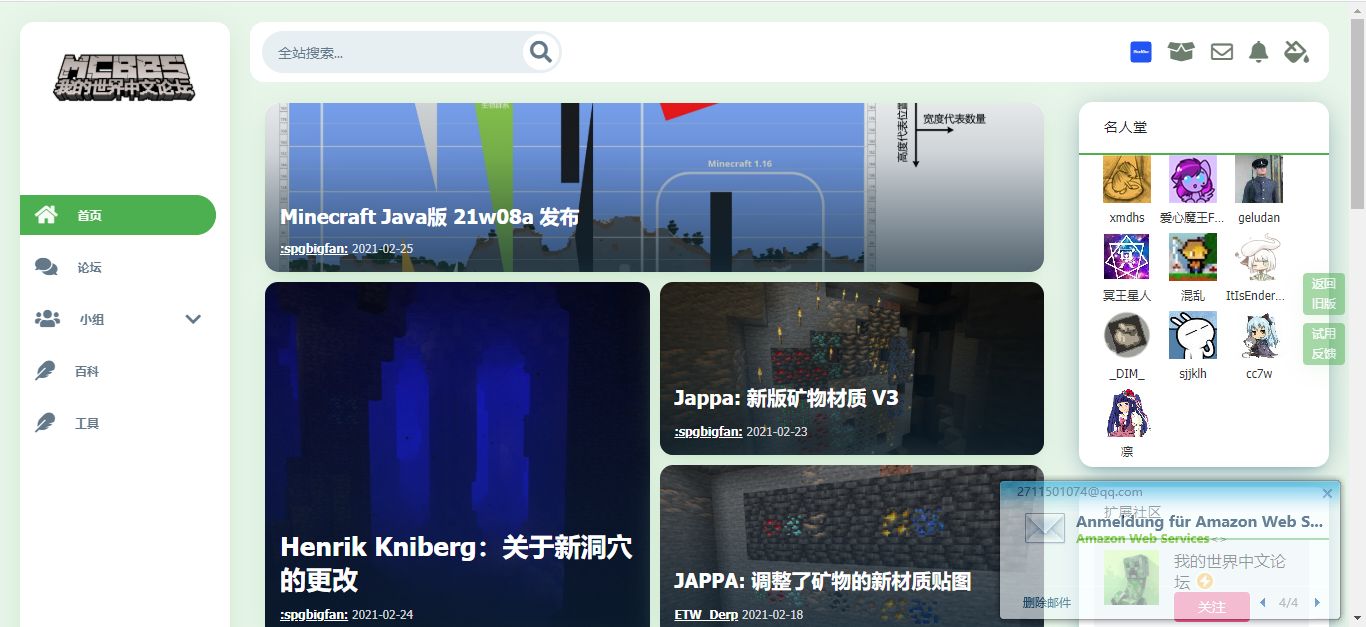 MCBBS
我的世界中文论坛
首页
论坛
小组
百科
工具
全站搜索...
宽度代表数量
高度代表位置
Minecraft 1.16
Minecraft Java版 21w08a 发布
:spgbigfan: 2021-02-25
Henrik Kniberg：关于新洞穴
的更改
:spgbigfan: 2021-02-24
Jappa: 新版矿物材质 V3
:spgbigfan: 2021-02-23
JAPPA: 调整了矿物的新材质贴图
ETW_Derp 2021-02-18
名人堂
xmdhs
爱心魔王F...
geludan
冥王星人
混乱
ItIsEnder...
_DIM_
sjjklh
cc7w
凛
返回
旧版
试用
反馈
2711501074@qq.com
扩展社区
Anmeldung für Amazon Web S...
Amazon Web Services<>
我的世界中文论
坛
关注
删除邮件
4/4